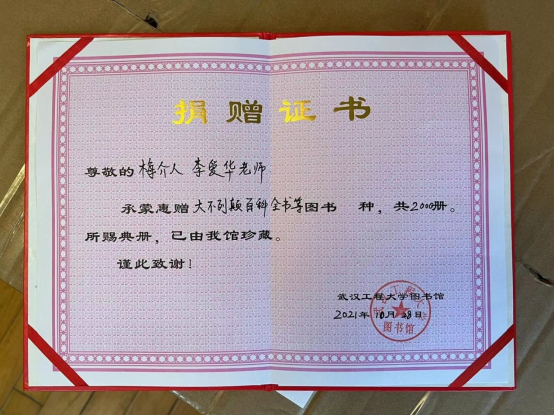 捐赠证书
尊敬的 梅介人 李爱华老师
承蒙惠赠 大不列颠百科全书等图书 种，共2000册。
所赐典册，已由我馆珍藏。
谨此致谢！
武汉工程大学图书馆
2021年10月28日
图书馆